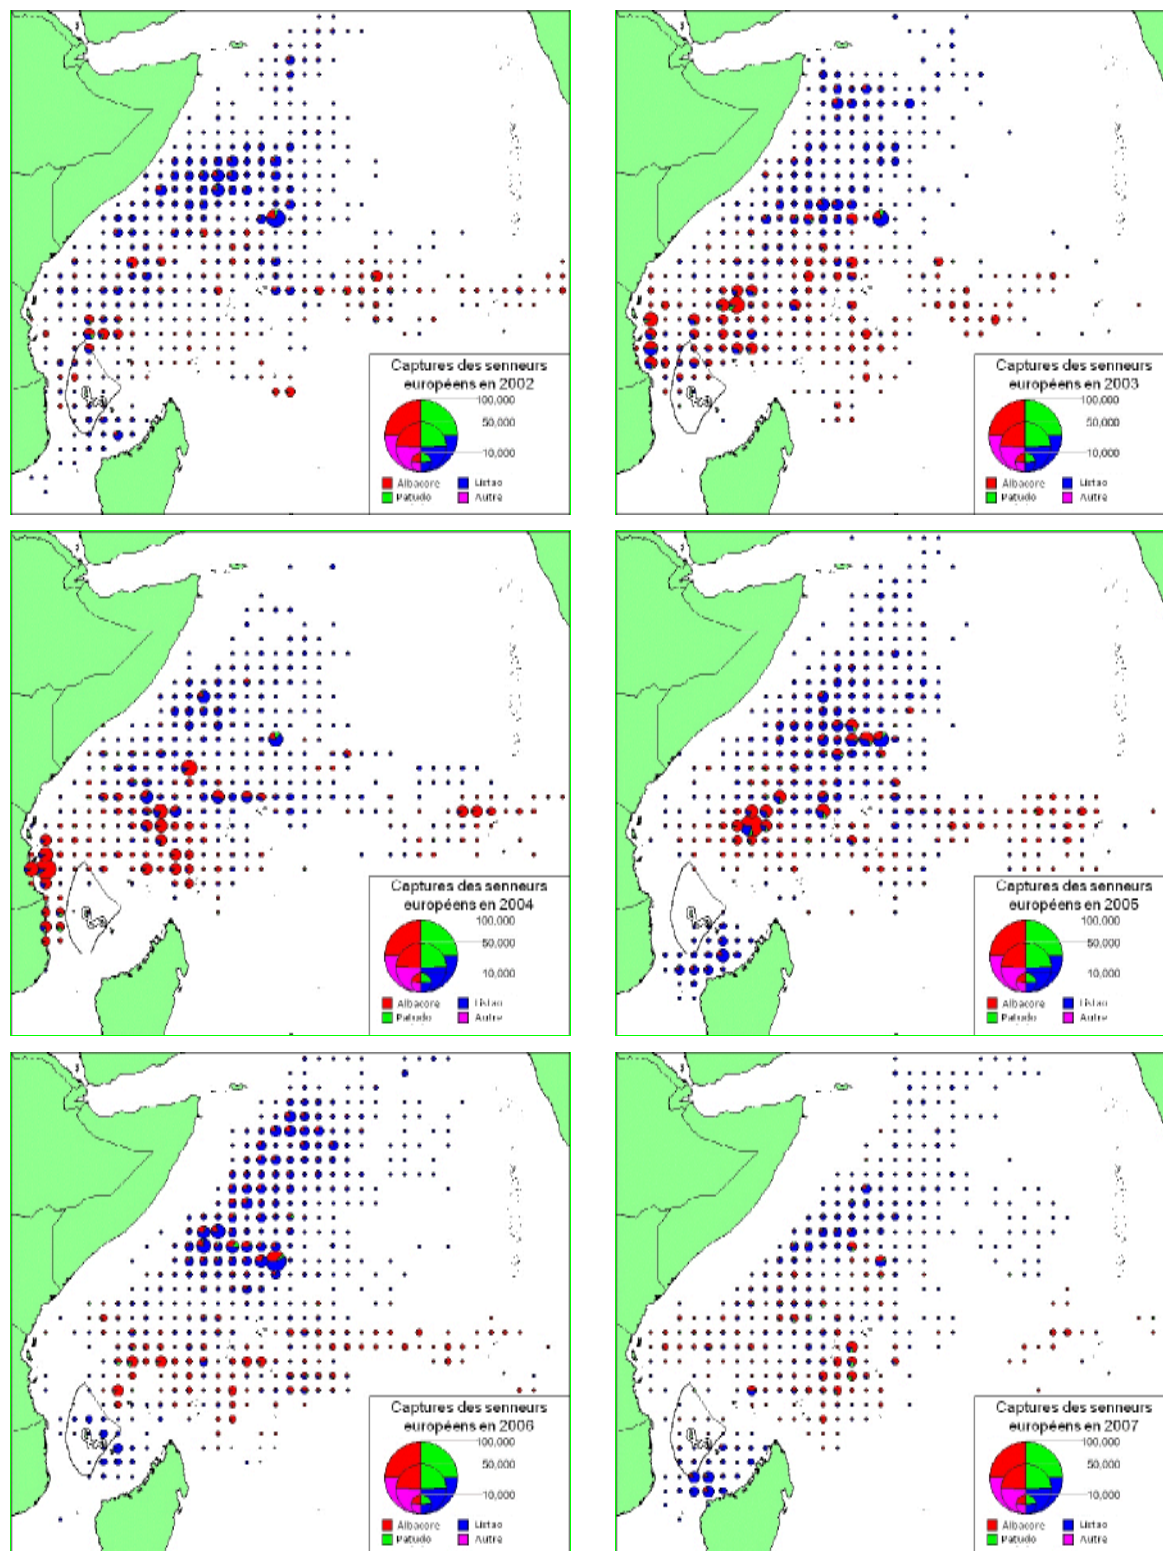 Captures des senneurs
européens en 2002
100,000
50,000
10,000
Albacore
Listao
Patudo
Autre
Captures des senneurs
européens en 2003
100,000
50,000
10,000
Albacore
Listao
Patudo
Autre
Captures des senneurs
européens en 2004
100,000
50,000
10,000
Albacore
Listao
Patudo
Autre
Captures des senneurs
européens en 2005
100,000
50,000
10,000
Albacore
Listao
Patudo
Autre
Captures des senneurs
européens en 2006
100,000
50,000
10,000
Albacore
Listao
Patudo
Autre
Captures des senneurs
européens en 2007
100,000
50,000
10,000
Albacore
Listao
Patudo
Autre